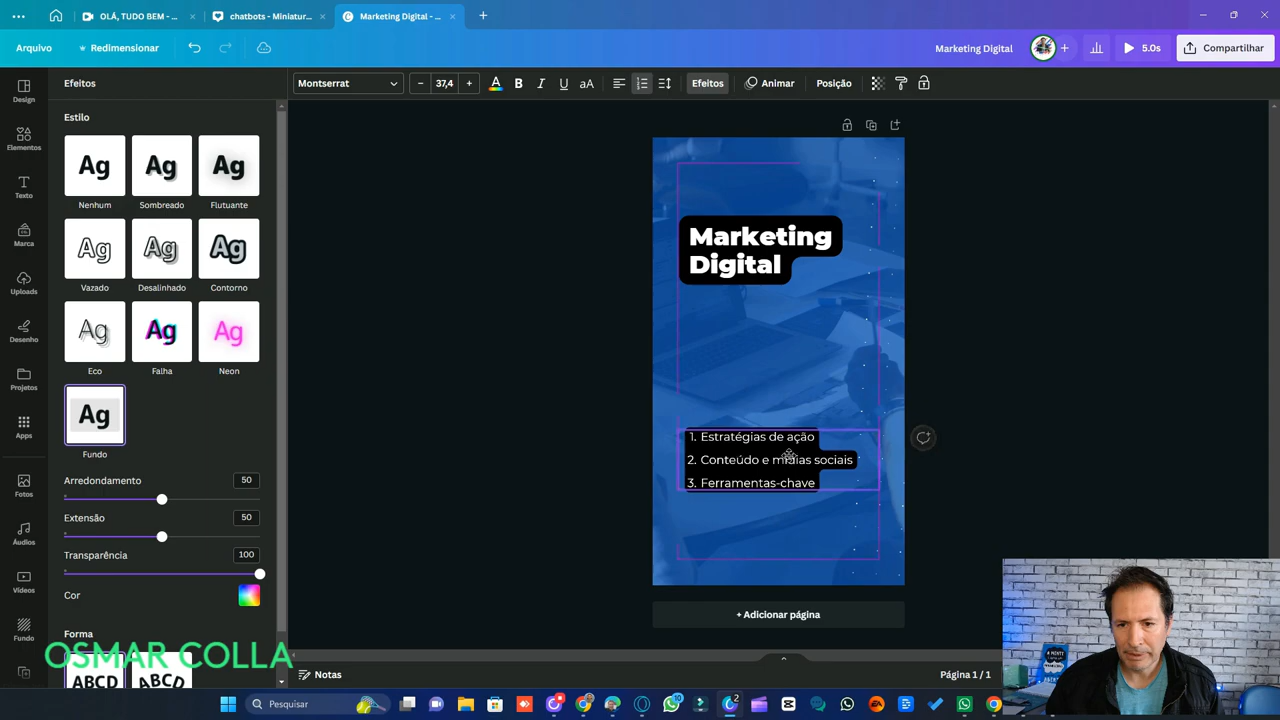 OLÁ, TUDO BEM - ...
chatbots - Miniatur...
Marketing Digital - ...
Arquivo
Redimensionar
Marketing Digital
5.0s
Compartilhar
Efeitos
Montserrat
37,4
B
I
U
aA
Efeitos
Animar
Posição
Design
Elementos
Texto
Marca
Uploads
Desenho
Projetos
Apps
Fotos
Áudios
Vídeos
Fundo
Estilo
Ag
Ag
Ag
Nenhum
Sombreado
Flutuante
Ag
Ag
Ag
Vazado
Desalinhado
Contorno
Ag
Ag
Ag
Eco
Falha
Neon
Ag
Fundo
Arredondamento
50
Extensão
50
Transparência
100
Cor
Forma
ABCD
ABCD
OSMAR COLLA
Marketing
Digital
1. Estratégias de ação
2. Conteúdo e mídias sociais
3. Ferramentas-chave
+ Adicionar página
Notas
Página 1 / 1
Pesquisar
10
2